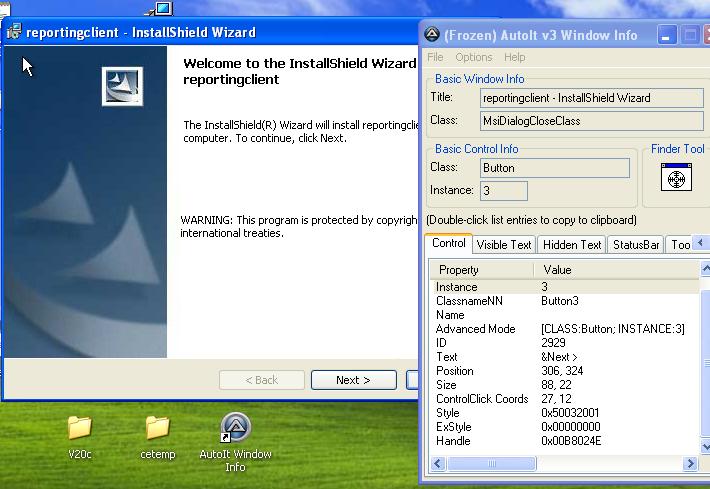 reportingclient - InstallShield Wizard
Welcome to the InstallShield Wizard
reportingclient
The InstallShield(R) Wizard will install reportingclie
computer. To continue, click Next.
WARNING: This program is protected by copyright
international treaties.
< Back
Next >
V20c
cetemp
AutoIt Window
Info
(Frozen) AutoIt v3 Window Info
File Options Help
Basic Window Info
Title: reportingclient - InstallShield Wizard
Class: MsiDialogCloseClass
Basic Control Info
Class: Button
Instance: 3
Finder Tool
(Double-click list entries to copy to clipboard)
Control Visible Text Hidden Text StatusBar Too
Property Value
Instance 3
ClassnameNN Button3
Name
Advanced Mode [CLASS:Button; INSTANCE:3]
ID 2929
Text &Next >
Position 306, 324
Size 88, 22
ControlClick Coords 27, 12
Style 0x50032001
ExStyle 0x00000000
Handle 0x00B8024E